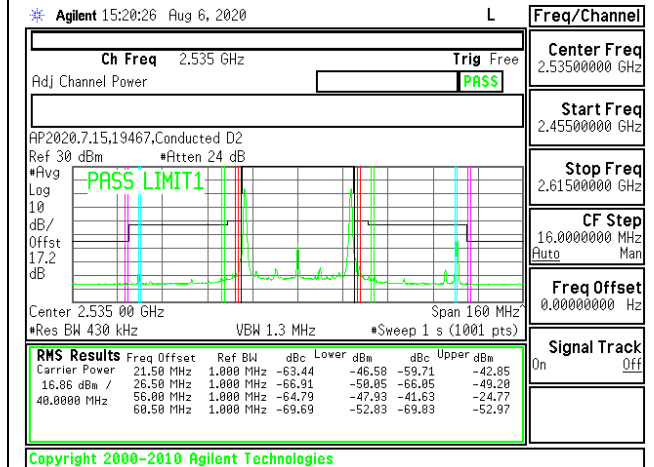 Agilent 15:20:26 Aug 6, 2020 L Freq/Channel
Ch Freq 2.535 GHz Trig Free
Adj Channel Power PASS
Center Freq
2.53500000 GHz
Start Freq
2.45500000 GHz
AP2020.7.15,19467,Conducted D2
Ref 30 dBm #Atten 24 dB
#Avg
Log
10
dB/
Offst
17.2
dB
PASS LIMIT1
Stop Freq
2.61500000 GHz
CF Step
16.0000000 MHz
Auto Man
Freq Offset
0.00000000 Hz
Center 2.535 00 GHz Span 160 MHz^
#Res BW 430 kHz VBW 1.3 MHz #Sweep 1 s (1001 pts)
Signal Track
On Off
RMS Results Freq Offset Ref BW dBc Lower dBm dBc Upper dBm
Carrier Power 21.50 MHz 1.000 MHz -63.44 -46.58 -59.71 -42.85
16.86 dBm / 26.50 MHz 1.000 MHz -66.91 -50.05 -66.05 -49.20
40.0000 MHz 56.00 MHz 1.000 MHz -64.79 -47.93 -41.63 -24.77
60.50 MHz 1.000 MHz -69.69 -52.83 -69.83 -52.97
Copyright 2000-2010 Agilent Technologies